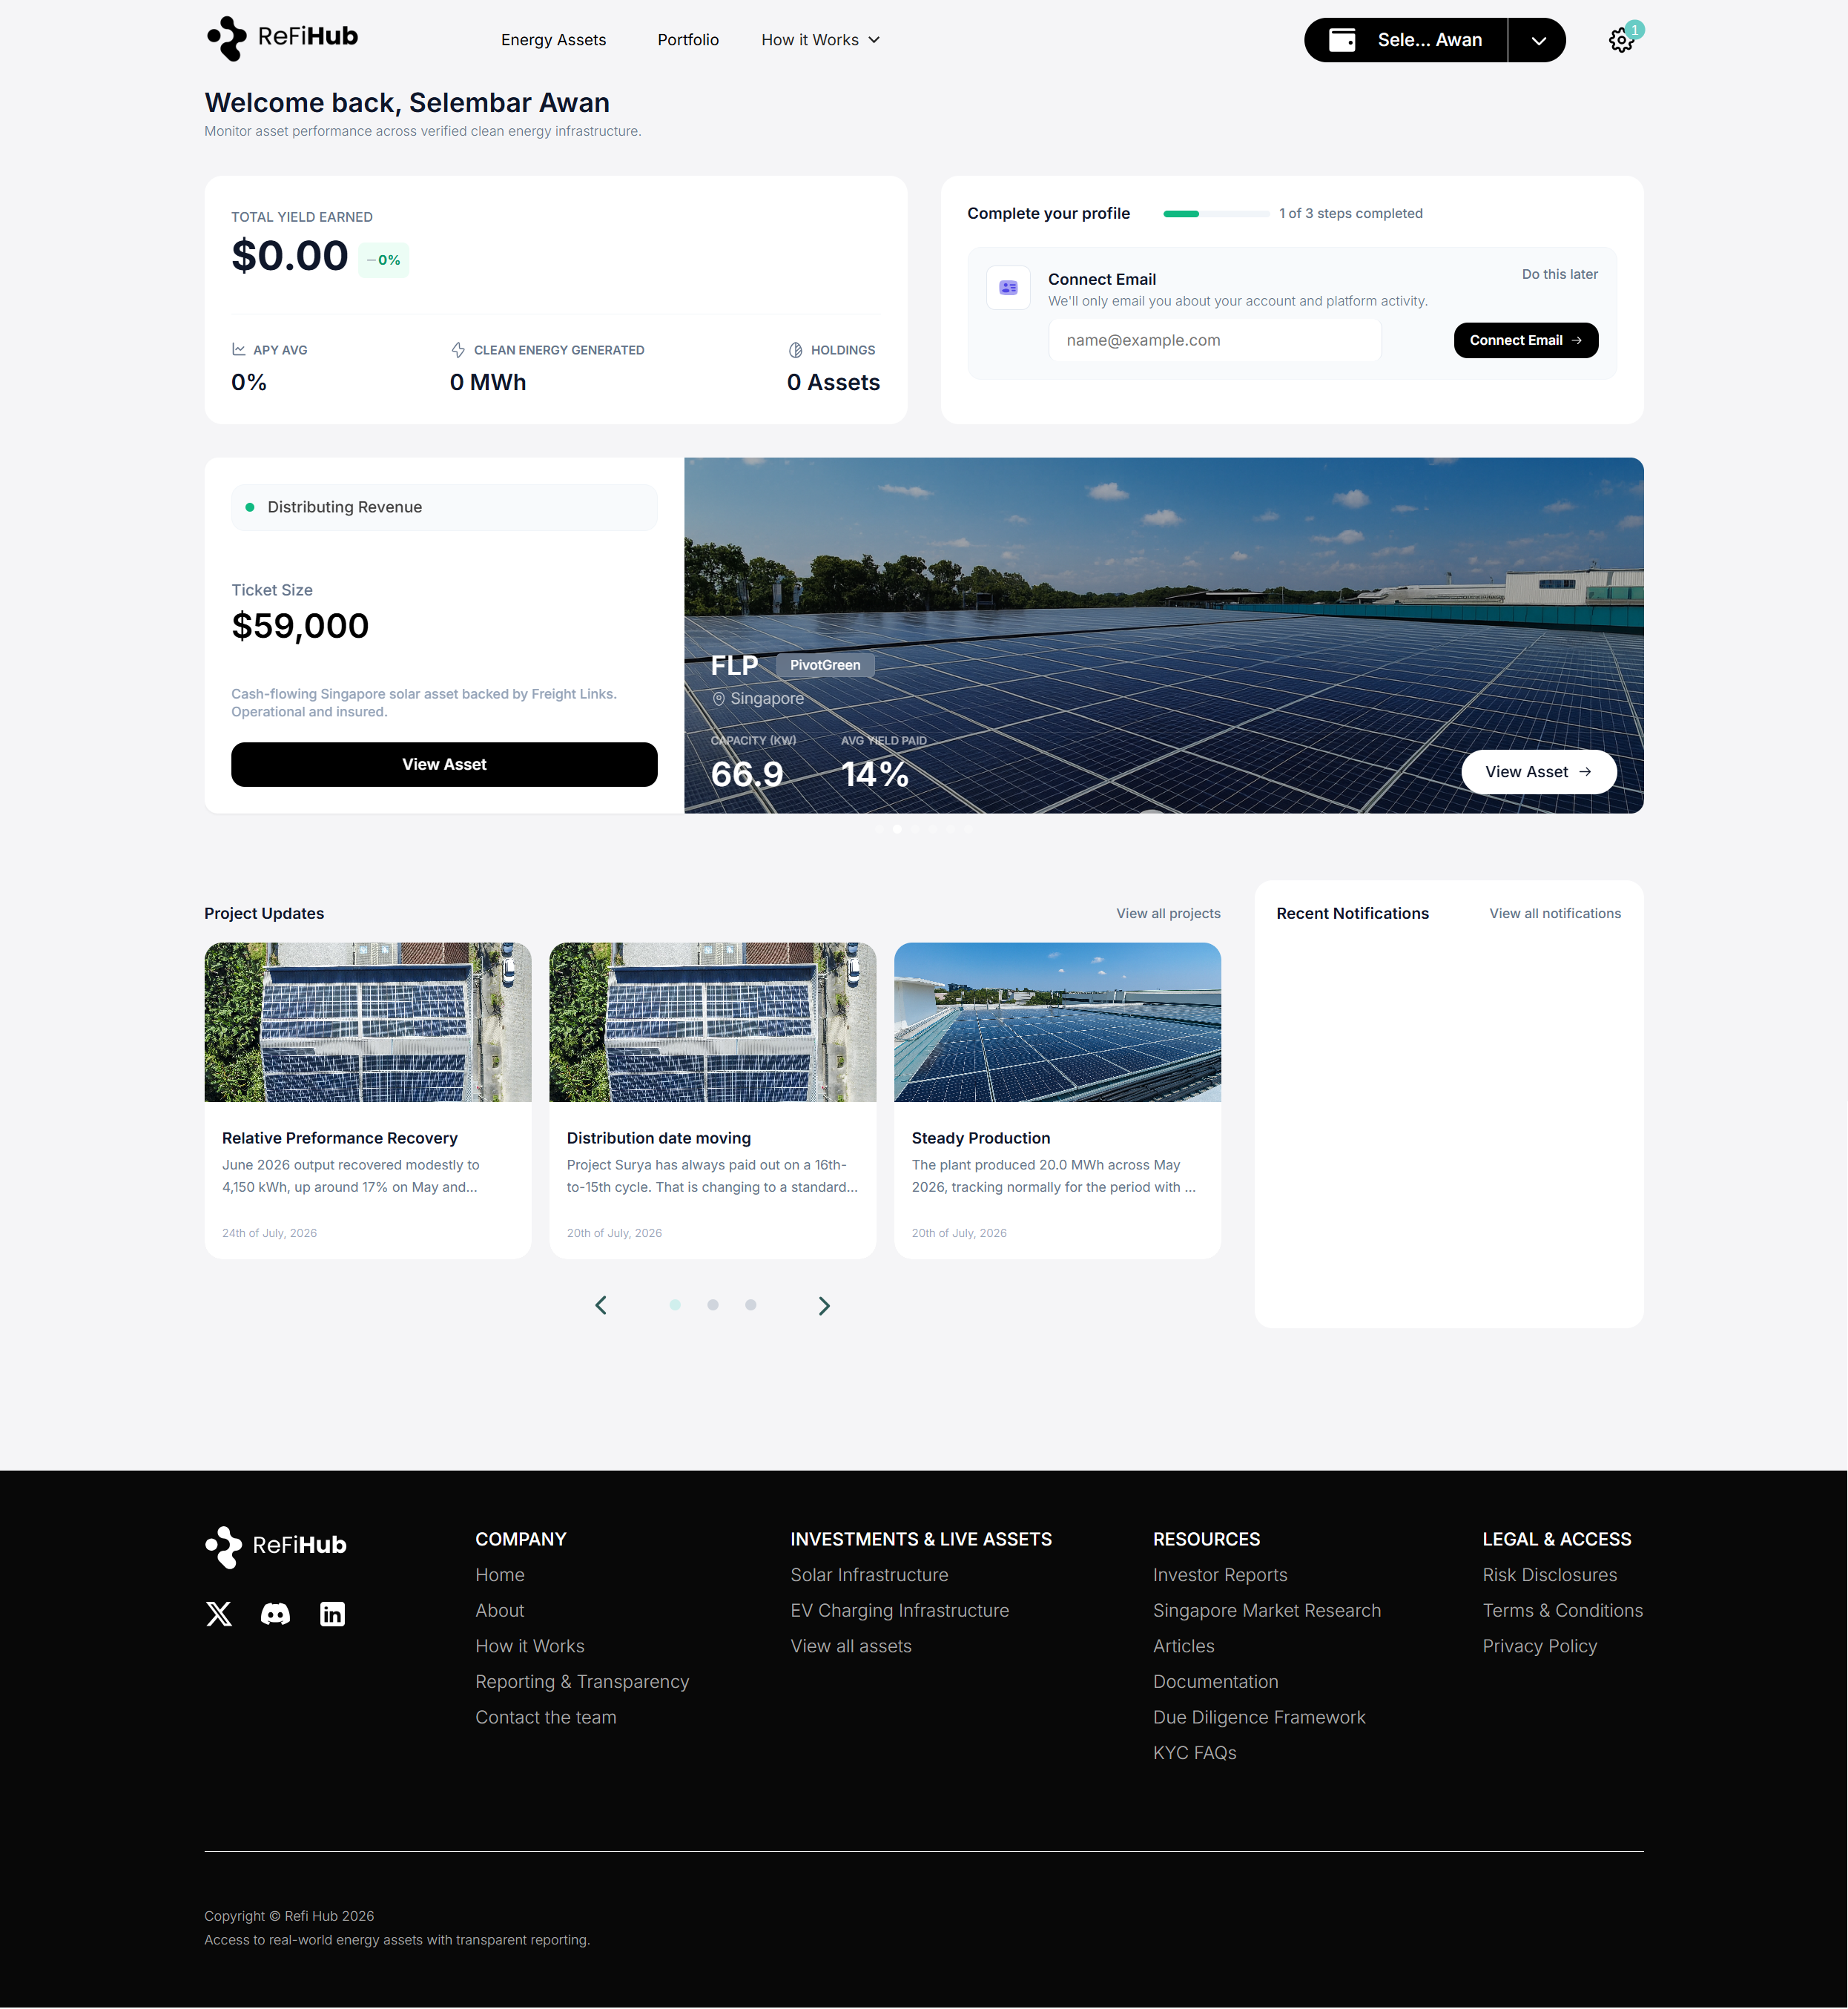 ReFiHub
Energy Assets
Portfolio
How it Works
Sele... Awan
1
Welcome back, Selembar Awan
Monitor asset performance across verified clean energy infrastructure.
TOTAL YIELD EARNED
$0.00
0%
APY AVG
0%
CLEAN ENERGY GENERATED
0 MWh
HOLDINGS
0 Assets
Complete your profile
1 of 3 steps completed
Connect Email
Do this later
We'll only email you about your account and platform activity.
name@example.com
Connect Email
Distributing Revenue
Ticket Size
$59,000
Cash-flowing Singapore solar asset backed by Freight Links.
Operational and insured.
View Asset
FLP
PivotGreen
Singapore
CAPACITY (KW)
66.9
AVG YIELD PAID
14%
View Asset
Project Updates
View all projects
Relative Preformance Recovery
June 2026 output recovered modestly to
4,150 kWh, up around 17% on May and...
24th of July, 2026
Distribution date moving
Project Surya has always paid out on a 16th-
to-15th cycle. That is changing to a standard...
20th of July, 2026
Steady Production
The plant produced 20.0 MWh across May
2026, tracking normally for the period with ...
20th of July, 2026
Recent Notifications
View all notifications
ReFiHub
COMPANY
Home
About
How it Works
Reporting & Transparency
Contact the team
INVESTMENTS & LIVE ASSETS
Solar Infrastructure
EV Charging Infrastructure
View all assets
RESOURCES
Investor Reports
Singapore Market Research
Articles
Documentation
Due Diligence Framework
KYC FAQs
LEGAL & ACCESS
Risk Disclosures
Terms & Conditions
Privacy Policy
Copyright © Refi Hub 2026
Access to real-world energy assets with transparent reporting.